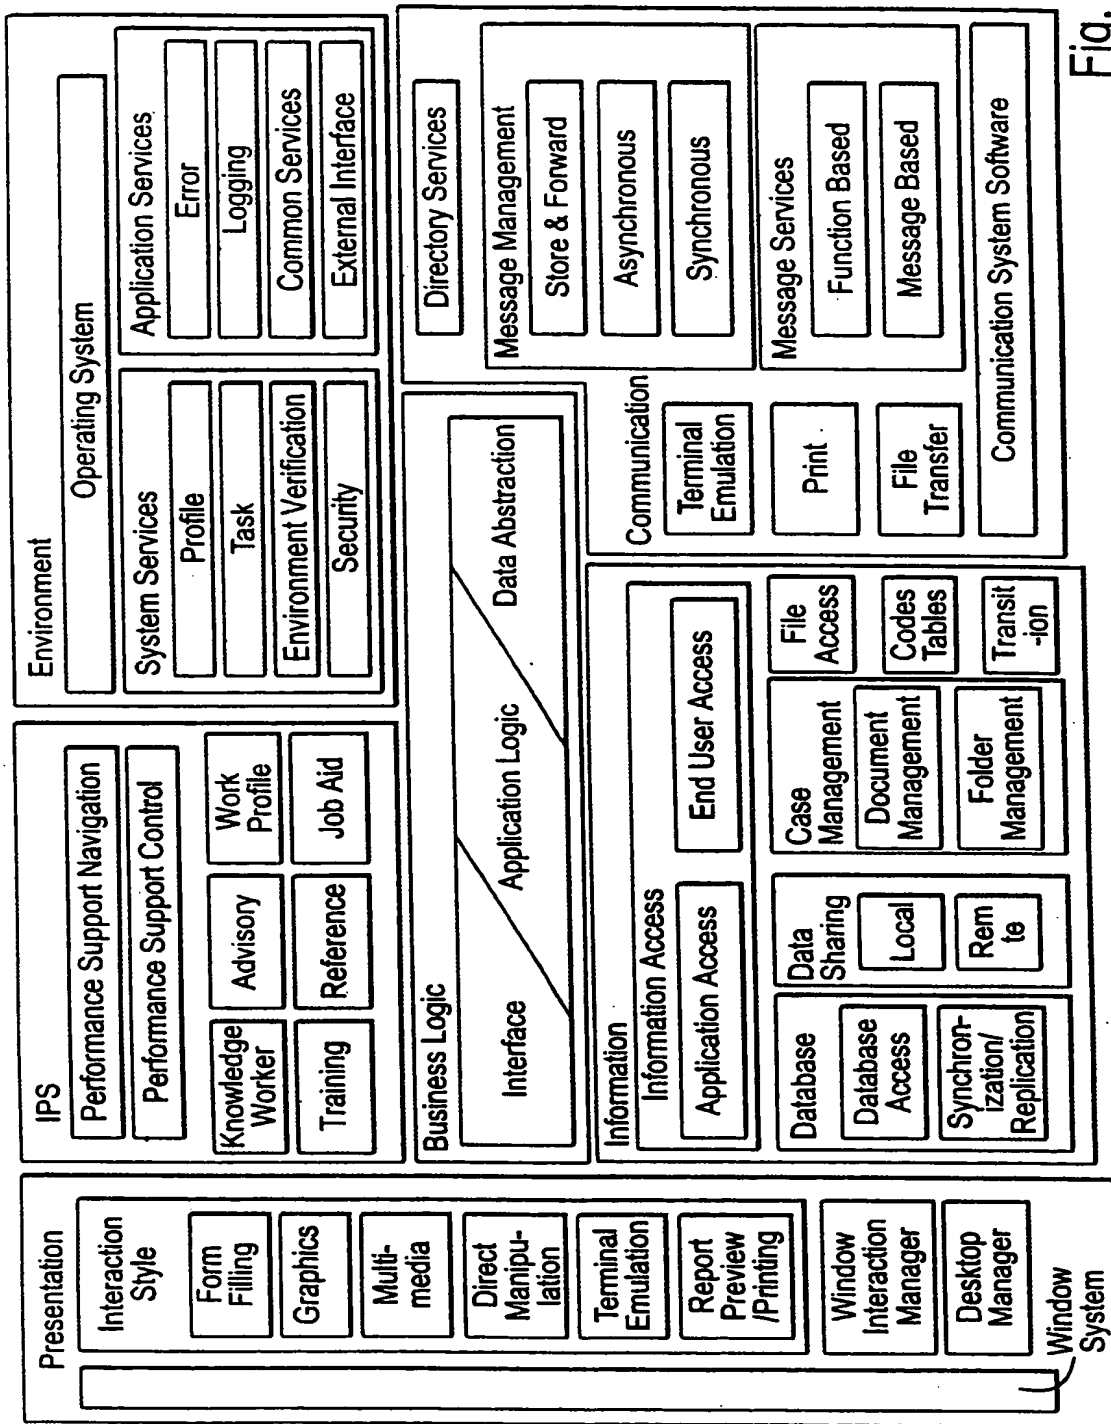 Presentation
Interaction
Style
Form
Filling
Graphics
Multi-
media
Direct
Manipu-
lation
Terminal
Emulation
Report
Preview
/Printing
Window
Interaction
Manager
Desktop
Manager
Window
System
IPS
Performance Support Navigation
Performance Support Control
Knowledge
Worker
Advisory
Work
Profile
Training
Reference
Job Aid
Environment
Operating System
System Services
Profile
Task
Environment Verification
Security
Application Services
Error
Logging
Common Services
External Interface
Business Logic
Interface
Application Logic
Data Abstraction
Information
Information Access
Application Access
End User Access
Database
Database
Access
Synchron-
ization/
Replication
Data
Sharing
Local
Rem
te
Case
Management
Document
Management
Folder
Management
File
Access
Codes
Tables
Transit
-ion
Communication
Terminal
Emulation
Print
File
Transfer
Directory Services
Message Management
Store & Forward
Asynchronous
Synchronous
Message Services
Function Based
Message Based
Communication System Software
Fig.